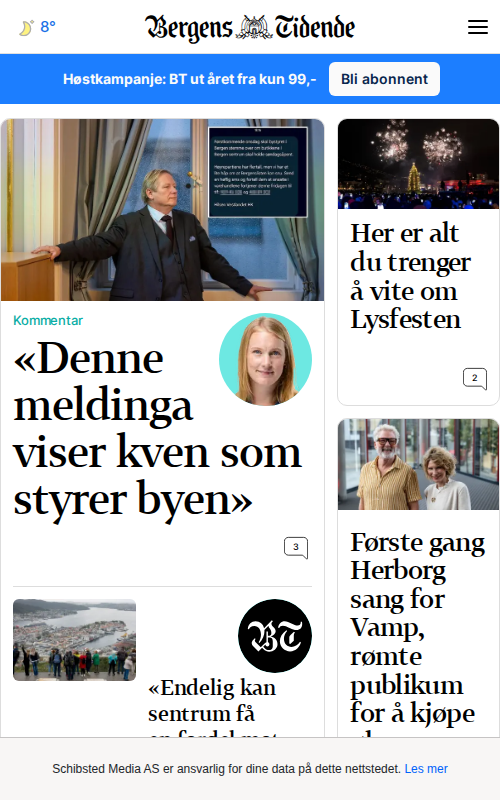 8°
Bergens Tidende
Høstkampanje: BT ut året fra kun 99,-
Bli abonnent
Kommentar
«Denne
meldinga
viser kven som
styrer byen»
3
BT
«Endelig kan
sentrum få
Her er alt
du trenger
å vite om
Lysfesten
2
Første gang
Herborg
sang for
Vamp,
rømte
publikum
for å kjøpe
Schibsted Media AS er ansvarlig for dine data på dette nettstedet. Les mer